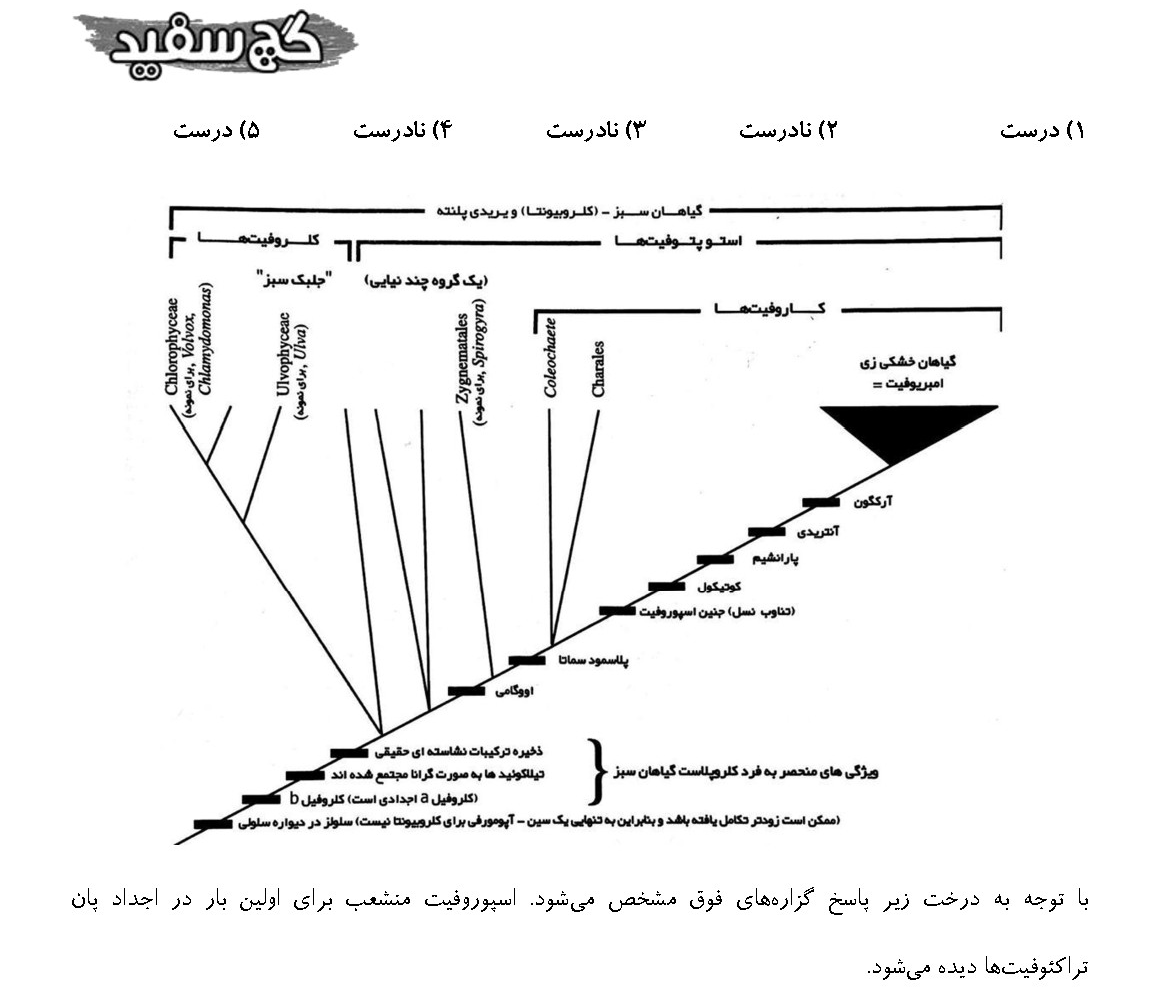 گچ سفید
۱) درست ۲) نادرست ۳) نادرست ۴) نادرست ۵) درست
گیاهان سبز - (کلروبیونتا) و یریدی پلنته
استو پتوفیت‌ها
کلروفیت‌ها
(یک گروه چند نیایی)
"جلبک سبز"
کاروفیت‌ها
گیاهان خشکی زی
امبریوفیت =
Charales
Coleochaete
Zygnematales
(برای نمونه, Spirogyra)
Ulvophyceae
(برای نمونه, Ulva)
Chlorophyceae
(برای نمونه, Volvox,
Chlamydomonas)
آرکگون
آنتریدی
پارانشیم
کوتیکول
(تناوب نسل) جنین اسپوروفیت
پلاسمود سماتا
اووگامی
ذخیره ترکیبات نشاسته ای حقیقی
تیلاکوئید ها به صورت گرانا مجتمع شده اند
(کلروفیل a اجدادی است) کلروفیل b
ویژگی های منحصر به فرد کلروپلاست گیاهان سبز
(ممکن است زودتر تکامل یافته باشد و بنابراین به تنهایی یک سین - آپومورفی برای کلروبیونتا نیست) سلولز در دیواره سلولی
با توجه به درخت زیر پاسخ گزاره‌های فوق مشخص می‌شود. اسپوروفیت منشعب برای اولین بار در اجداد پان
تراکئوفیت‌ها دیده می‌شود.